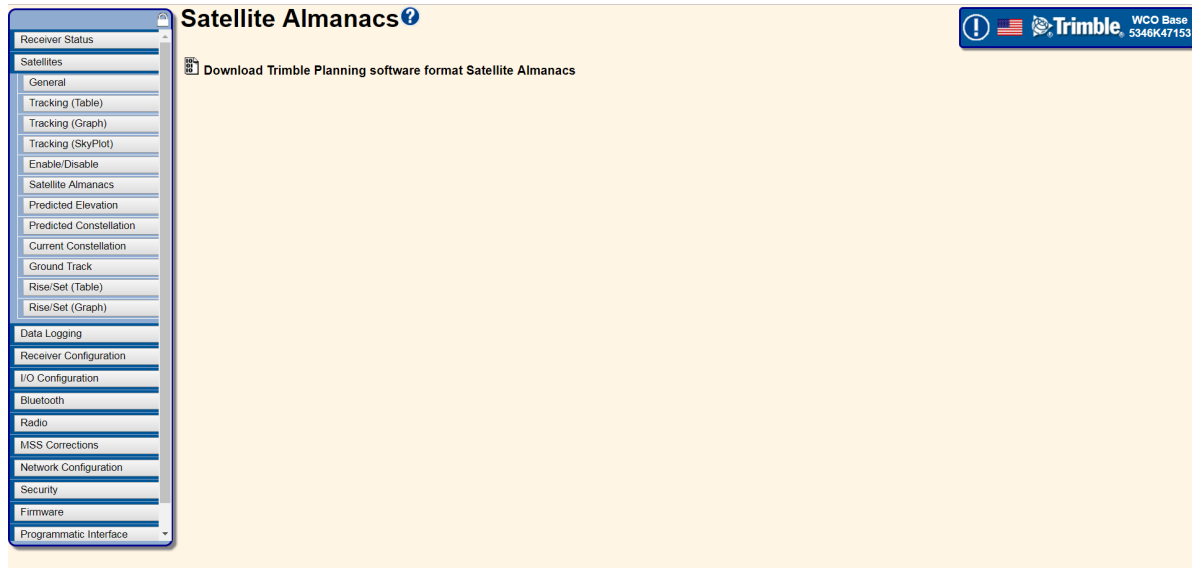 Satellite Almanacs
Trimble
WCO Base
5346K47153
Receiver Status
Satellites
General
Tracking (Table)
Tracking (Graph)
Tracking (SkyPlot)
Enable/Disable
Satellite Almanacs
Predicted Elevation
Predicted Constellation
Current Constellation
Ground Track
Rise/Set (Table)
Rise/Set (Graph)
Data Logging
Receiver Configuration
I/O Configuration
Bluetooth
Radio
MSS Corrections
Network Configuration
Security
Firmware
Programmatic Interface
Download Trimble Planning software format Satellite Almanacs